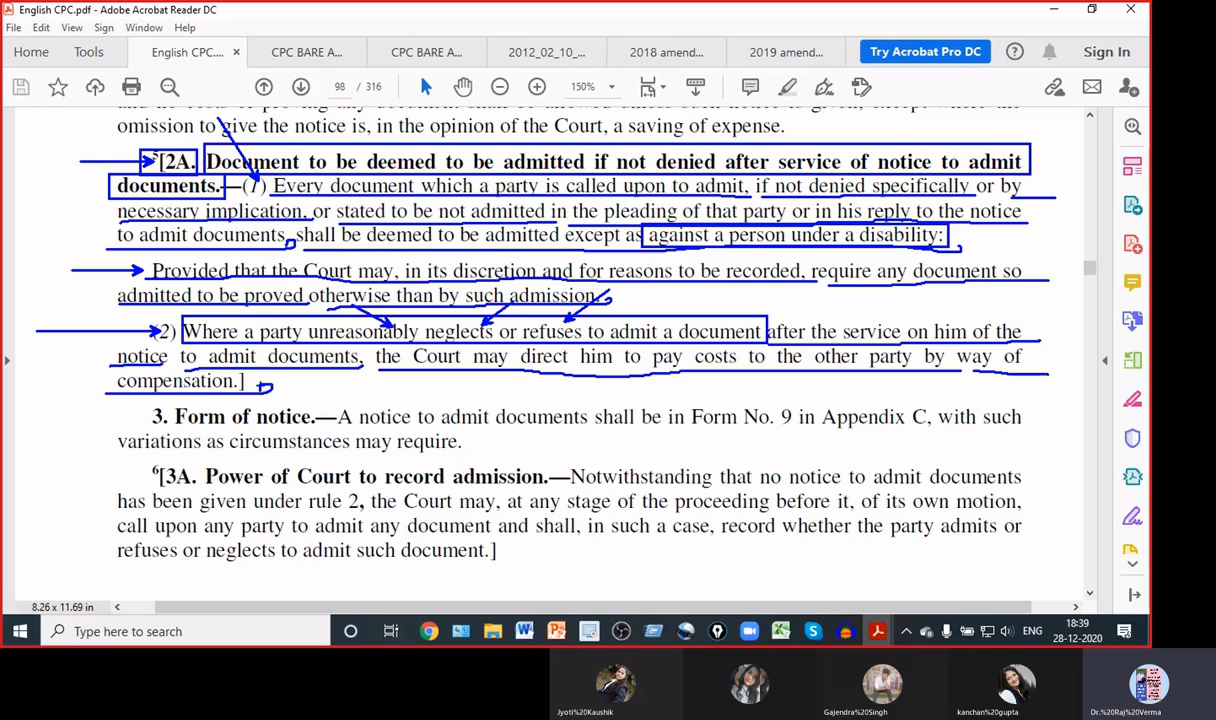 English CPC.pdf - Adobe Acrobat Reader DC
File Edit View Sign Window Help
Home Tools English CPC.... × CPC BARE A... CPC BARE A... 2012_02_10_... 2018 amend... 2019 amend... Try Acrobat Pro DC Sign In
98 / 316 150%
omission to give the notice is, in the opinion of the Court, a saving of expense.
5[2A. Document to be deemed to be admitted if not denied after service of notice to admit
documents.—(1) Every document which a party is called upon to admit, if not denied specifically or by
necessary implication, or stated to be not admitted in the pleading of that party or in his reply to the notice
to admit documents, shall be deemed to be admitted except as against a person under a disability:
Provided that the Court may, in its discretion and for reasons to be recorded, require any document so
admitted to be proved otherwise than by such admission.
(2) Where a party unreasonably neglects or refuses to admit a document after the service on him of the
notice to admit documents, the Court may direct him to pay costs to the other party by way of
compensation.]
3. Form of notice.—A notice to admit documents shall be in Form No. 9 in Appendix C, with such
variations as circumstances may require.
6[3A. Power of Court to record admission.—Notwithstanding that no notice to admit documents
has been given under rule 2, the Court may, at any stage of the proceeding before it, of its own motion,
call upon any party to admit any document and shall, in such a case, record whether the party admits or
refuses or neglects to admit such document.]
8.26 x 11.69 in
Type here to search
ENG
18:39
28-12-2020
Jyoti%20Kaushik
Gajendra%20Singh
kanchan%20gupta
Dr.%20Raj%20Verma